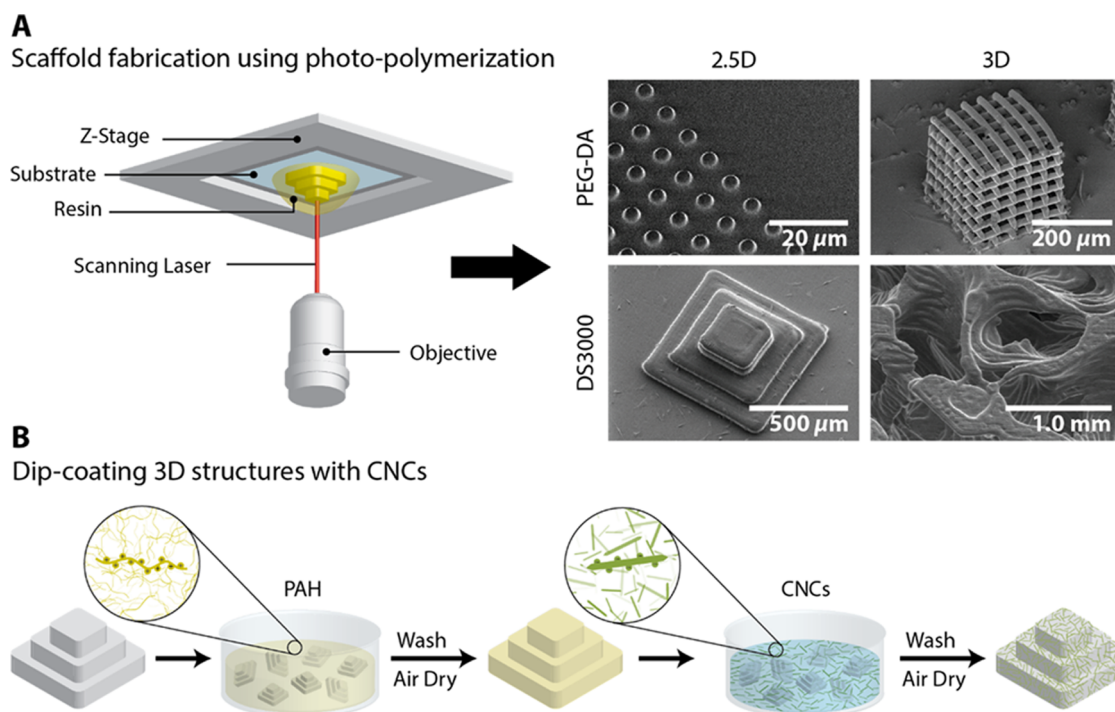 A
Scaffold fabrication using photo-polymerization
Z-Stage
Substrate
Resin
Scanning Laser
Objective
2.5D
3D
PEG-DA
20 µm
200 µm
DS3000
500 µm
1.0 mm
B
Dip-coating 3D structures with CNCs
PAH
CNCs
Wash
Air Dry
Wash
Air Dry